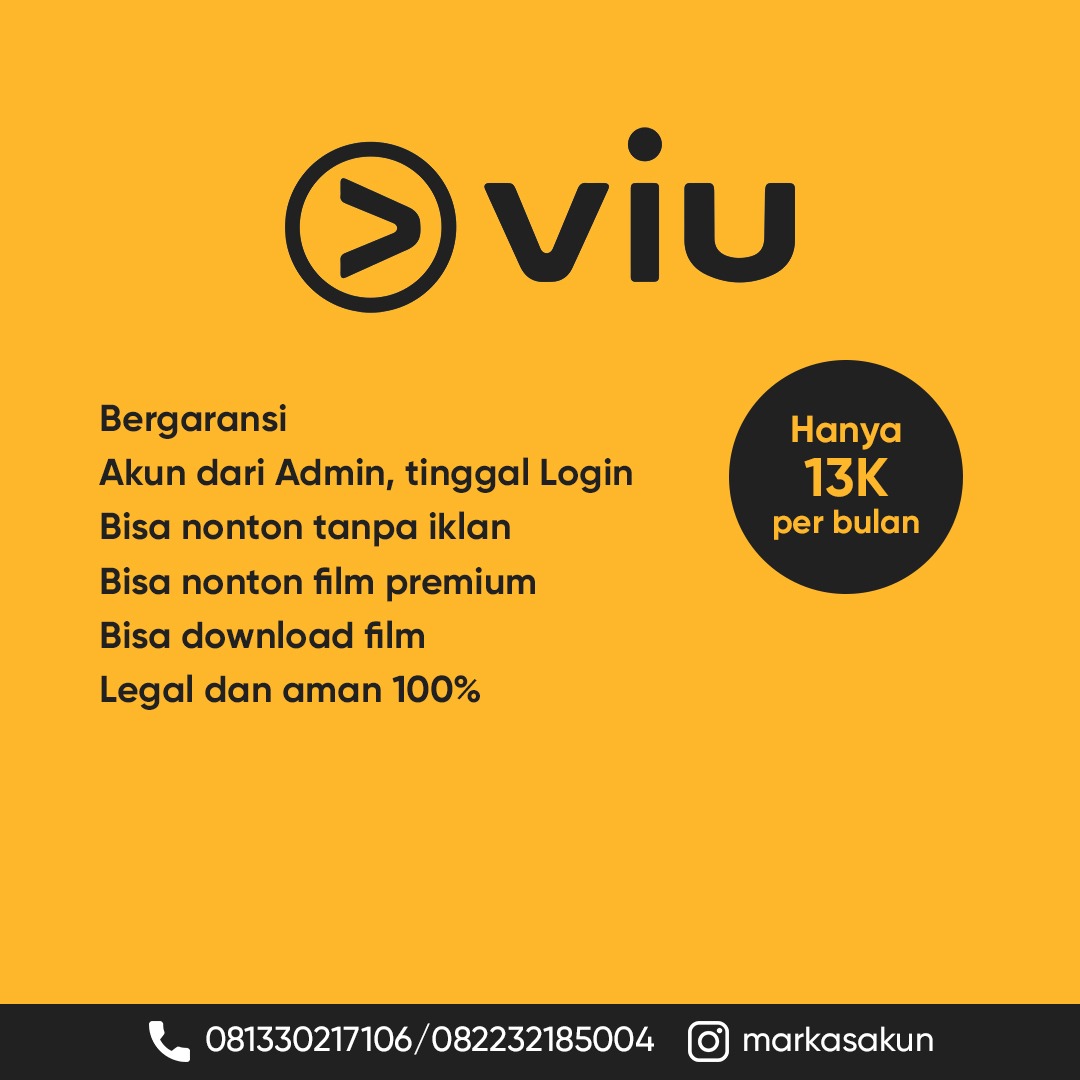 viu
Bergaransi
Akun dari Admin, tinggal Login
Bisa nonton tanpa iklan
Bisa nonton film premium
Bisa download film
Legal dan aman 100%
Hanya
13K
per bulan
081330217106/082232185004 markasakun